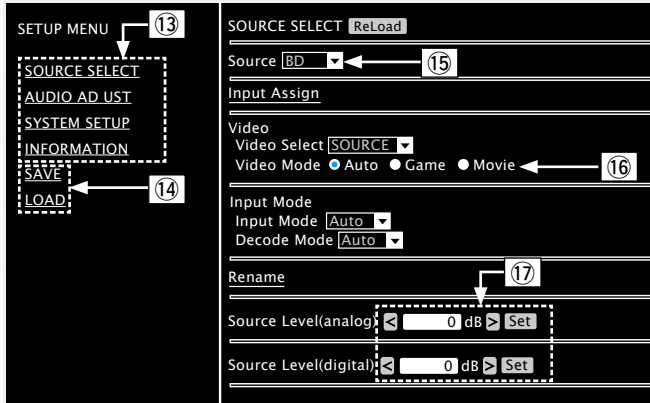 SETUP MENU ⑬
SOURCE SELECT
AUDIO AD UST
SYSTEM SETUP
INFORMATION
SAVE
LOAD
⑭
SOURCE SELECT ReLoad
Source BD ⑮
Input Assign
Video
Video Select SOURCE
Video Mode Auto Game Movie ⑯
Input Mode
Input Mode Auto
Decode Mode Auto
Rename
⑰
Source Level(analog) < 0 dB > Set
Source Level(digital) < 0 dB > Set